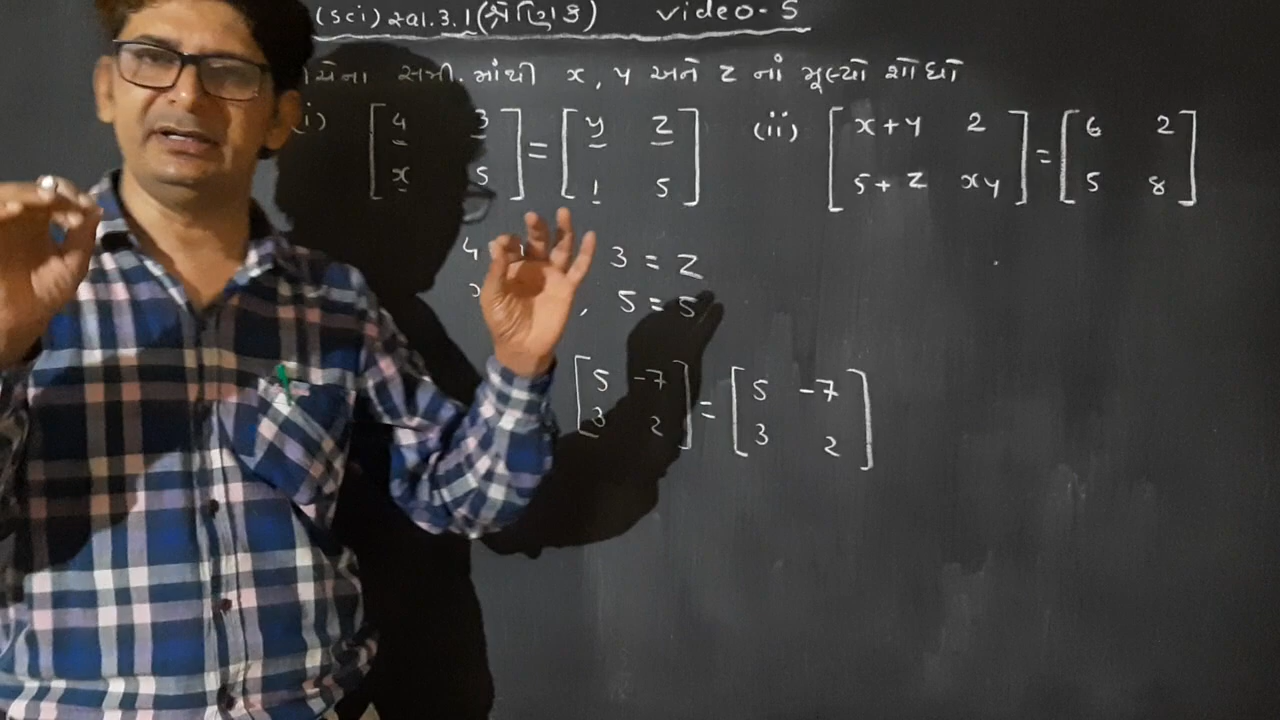 (sci) સ્વા.3.1 (શ્રેણિક) video-5
સમી. માંથી x, y અને z નાં મૂલ્યો શોધો
i) [ 4 3 ] = [ y z ] (ii) [ x+y 2 ] = [ 6 2 ]
[ x 5 ] [ 1 5 ] [ 5+z xy ] [ 5 8 ]
4 3 = z
, 5 = 5
[ 5 -7 ] = [ 5 -7 ]
[ 3 2 ] [ 3 2 ]